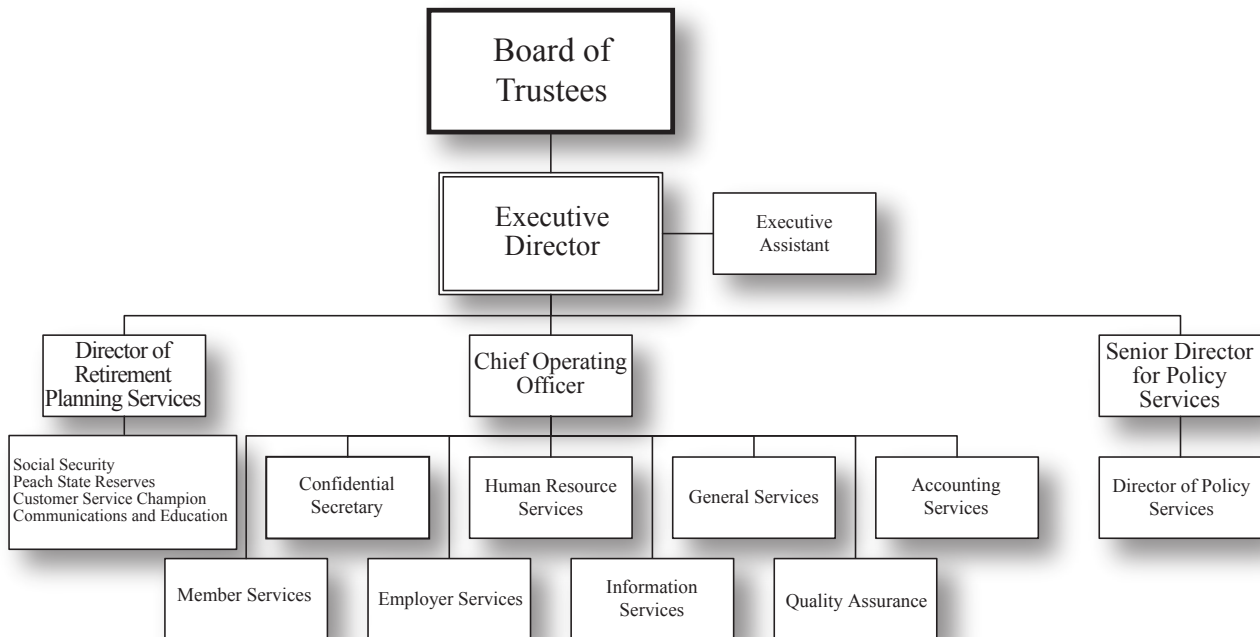 Board of
Trustees
Executive
Director
Executive
Assistant
Director of
Retirement
Planning Services
Chief Operating
Officer
Senior Director
for Policy
Services
Social Security
Peach State Reserves
Customer Service Champion
Communications and Education
Confidential
Secretary
Human Resource
Services
General Services
Accounting
Services
Director of Policy
Services
Member Services
Employer Services
Information
Services
Quality Assurance